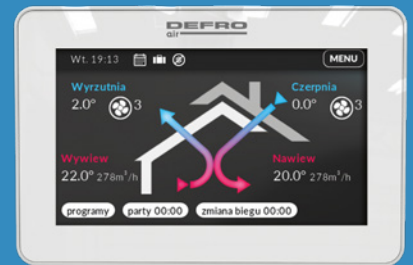 DEFRO
air
Wt. 19:13
MENU
Wyrzutnia
2.0° 3
Czerpnia
0.0° 3
Wywiew
22.0° 278m³/h
Nawiew
20.0° 278m³/h
programy
party 00:00
zmiana biegu 00:00